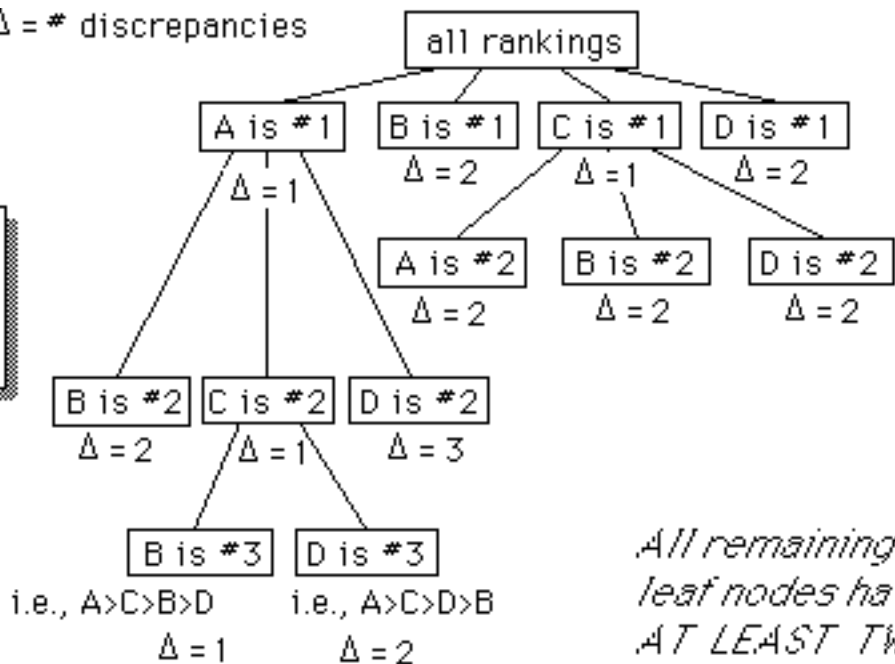 Δ = # discrepancies
all rankings
A is #1
B is #1
C is #1
D is #1
Δ = 1
Δ = 2
Δ =1
Δ = 2
A is #2
B is #2
D is #2
Δ = 2
Δ = 2
Δ = 2
B is #2
C is #2
D is #2
Δ = 2
Δ = 1
Δ = 3
B is #3
D is #3
i.e., A>C>B>D
i.e., A>C>D>B
Δ = 1
Δ = 2
All remaining
leaf nodes
AT LEAST